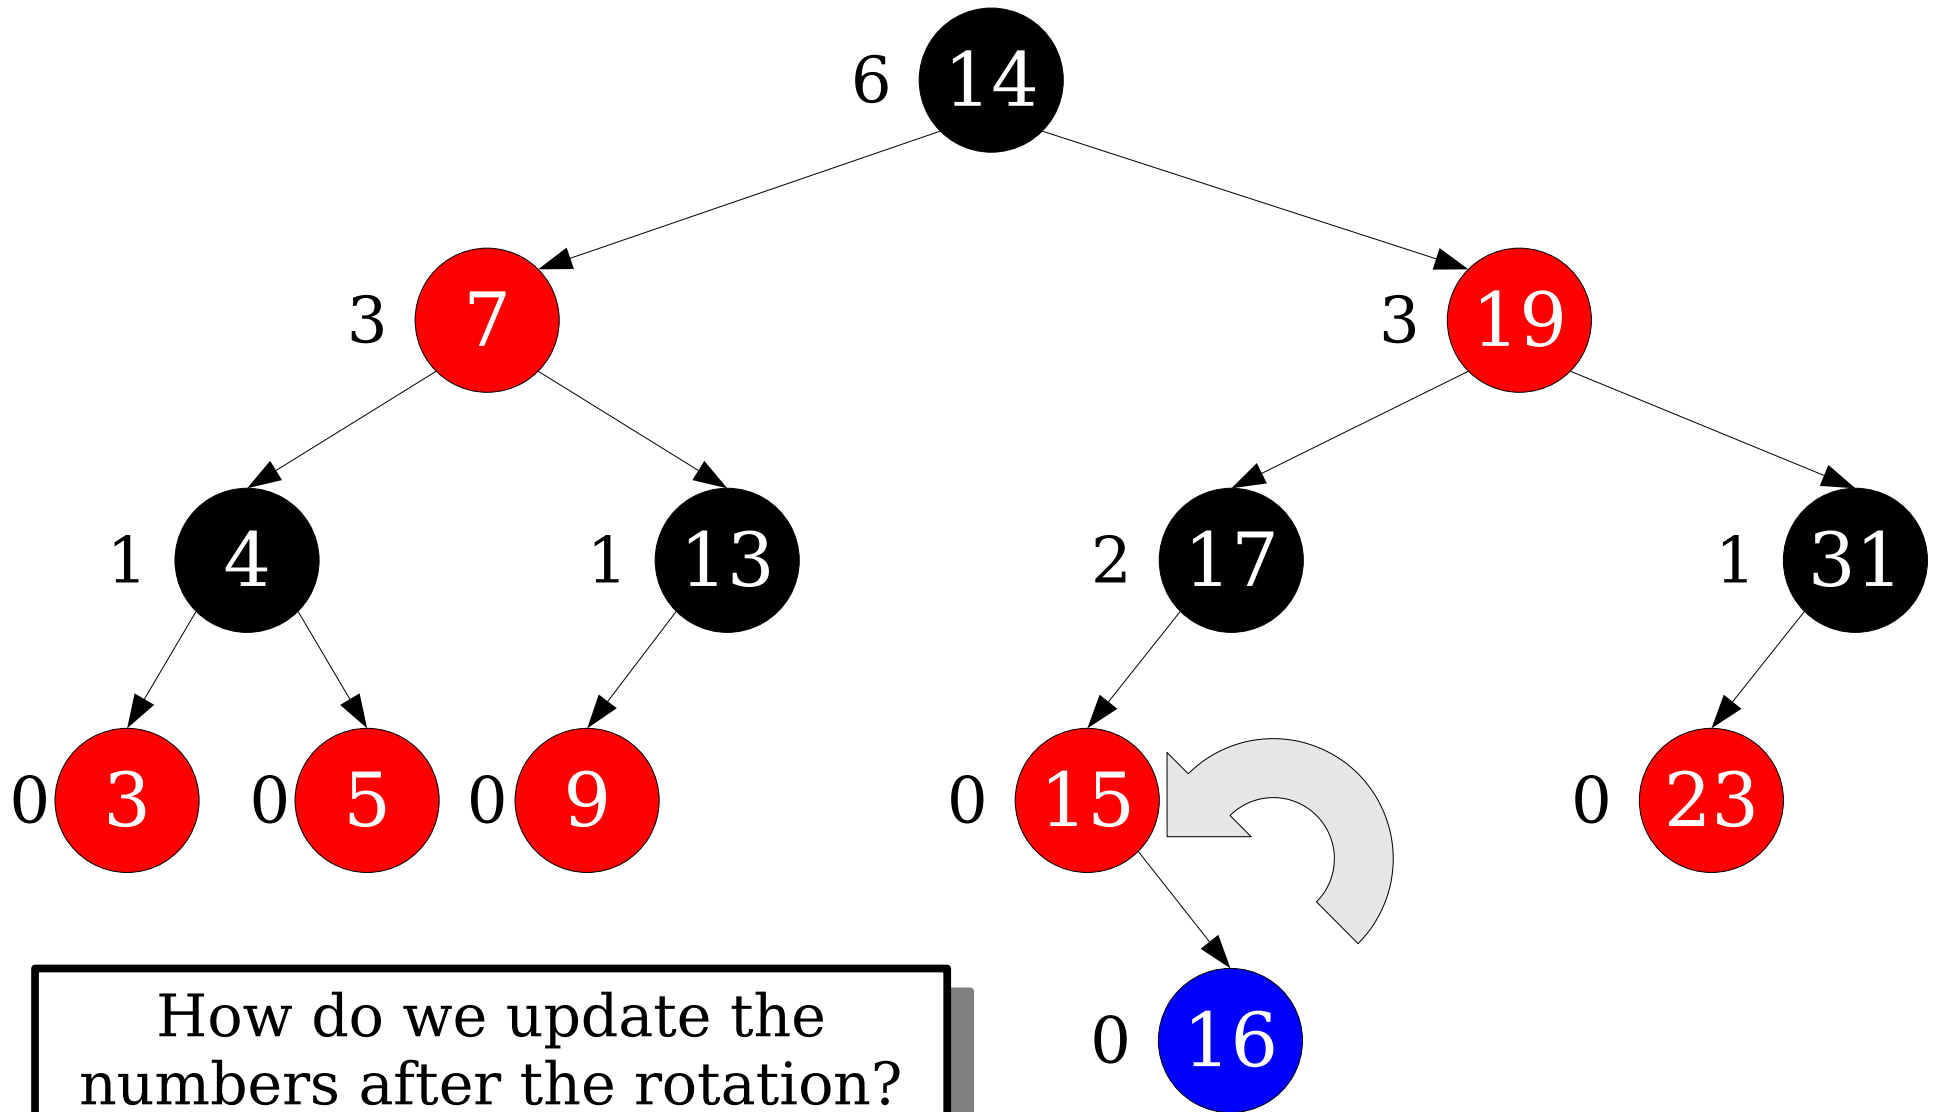 6 14
3 7 3 19
1 4 1 13 2 17 1 31
0 3 0 5 0 9 0 15 0 23
0 16
How do we update the
numbers after the rotation?